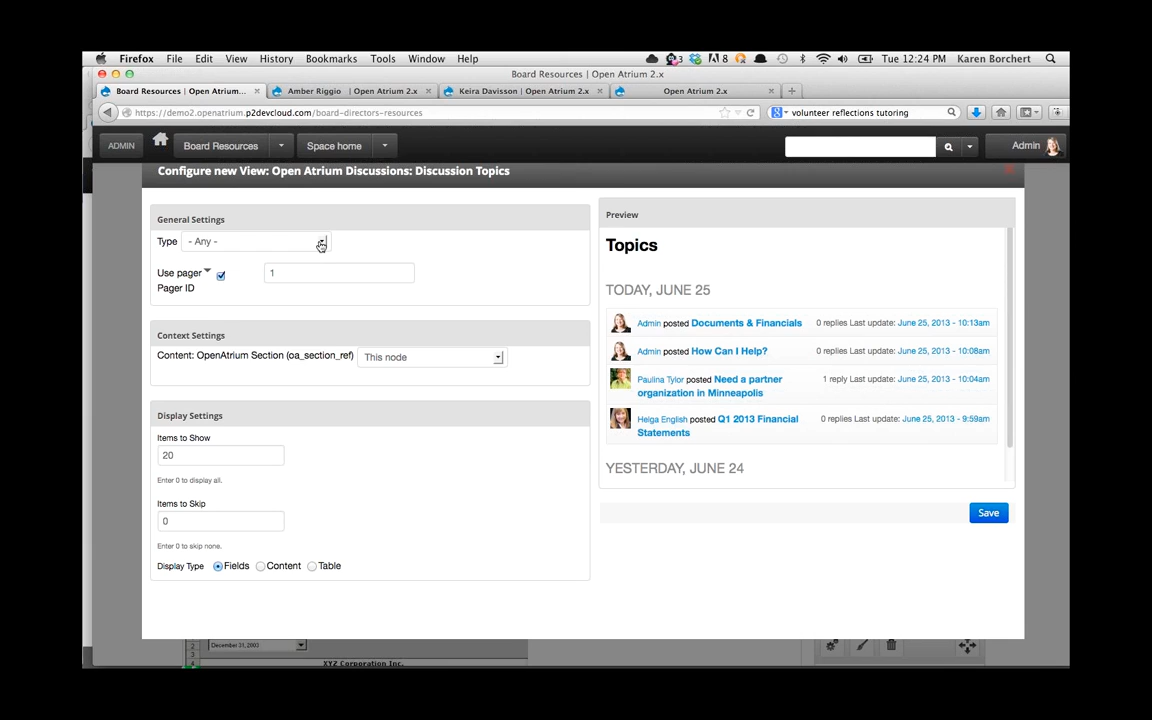 Firefox File Edit View History Bookmarks Tools Window Help 3 8 Tue 12:24 PM Karen Borchert
Board Resources | Open Atrium 2.x
Board Resources | Open Atrium... × Amber Riggio | Open Atrium 2.x × Keira Davisson | Open Atrium 2.x × Open Atrium 2.x × +
https://demo2.openatrium.p2devcloud.com/board-directors-resources volunteer reflections tutoring
ADMIN Board Resources Space home Admin
Configure new View: Open Atrium Discussions: Discussion Topics
General Settings
Type - Any -
Use pager 1
Pager ID
Context Settings
Content: OpenAtrium Section (oa_section_ref) This node
Display Settings
Items to Show
20
Enter 0 to display all.
Items to Skip
0
Enter 0 to skip none.
Display Type Fields Content Table
Preview
Topics
TODAY, JUNE 25
Admin posted Documents & Financials 0 replies Last update: June 25, 2013 - 10:13am
Admin posted How Can I Help? 0 replies Last update: June 25, 2013 - 10:08am
Paulina Tylor posted Need a partner 1 reply Last update: June 25, 2013 - 10:04am
organization in Minneapolis
Helga English posted Q1 2013 Financial 0 replies Last update: June 25, 2013 - 9:59am
Statements
YESTERDAY, JUNE 24
Save
2 December 31, 2002
3
4 XYZ Corporation Inc.